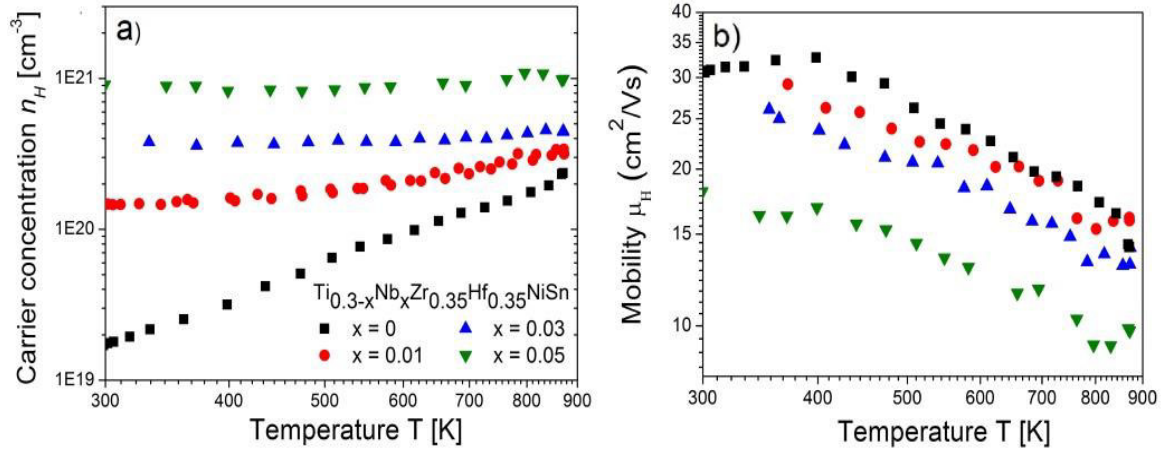 a)
Carrier concentration n_H [cm⁻³]
1E21
1E20
1E19
Ti₀.₃₋ₓNbₓZr₀.₃₅Hf₀.₃₅NiSn
x = 0 x = 0.03
x = 0.01 x = 0.05
300 400 500 600 700 800 900
Temperature T [K]
b)
Mobility μ_H (cm²/Vs)
40
35
30
25
20
15
10
300 400 500 600 700 800 900
Temperature T [K]